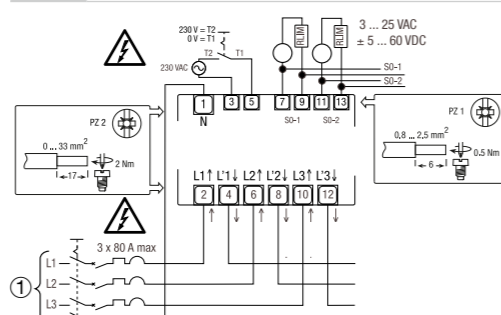 230 V = T2
0 V = T1
T2 T1
230 VAC
RLIM RLIM
3 ... 25 VAC
± 5 ... 60 VDC
S0-1
S0-2
1 3 5 7 9 11 13
N S0-1 S0-2
PZ 2
0 ... 33 mm²
17
2 Nm
PZ 1
0,8 ... 2,5 mm²
6
0.5 Nm
L1↑ L'1↓ L2↑ L'2↓ L3↑ L'3↓
2 4 6 8 10 12
3 x 80 A max
1
L1
L2
L3